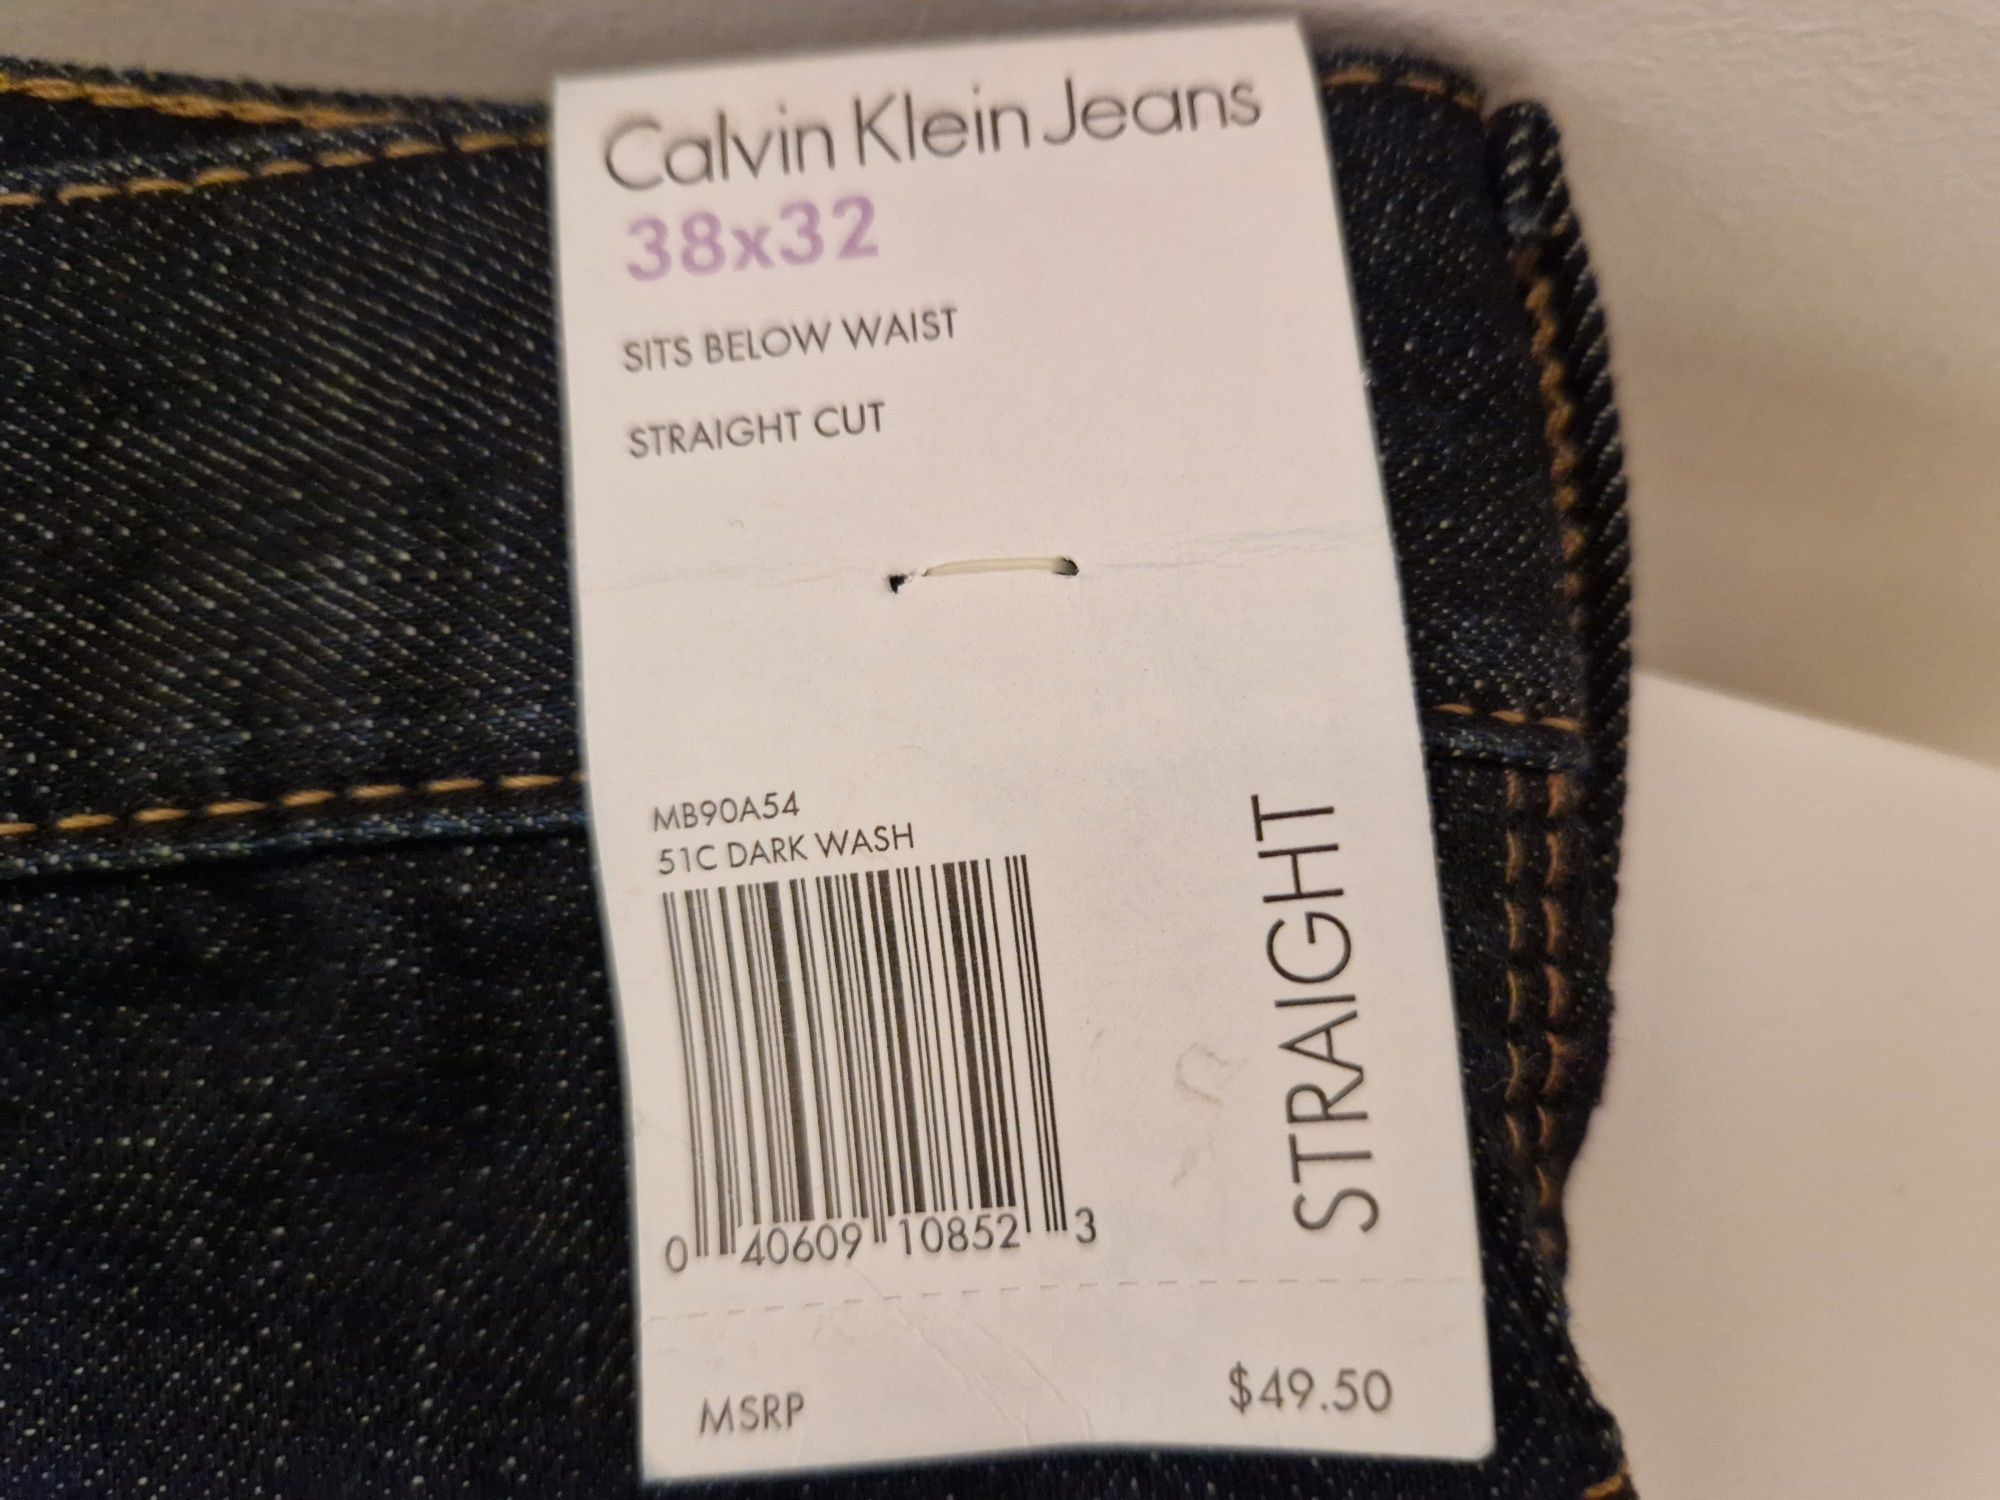 Calvin Klein Jeans
38x32
SITS BELOW WAIST
STRAIGHT CUT
MB90A54
51C DARK WASH
0 40609 10852 3
STRAIGHT
MSRP $49.50